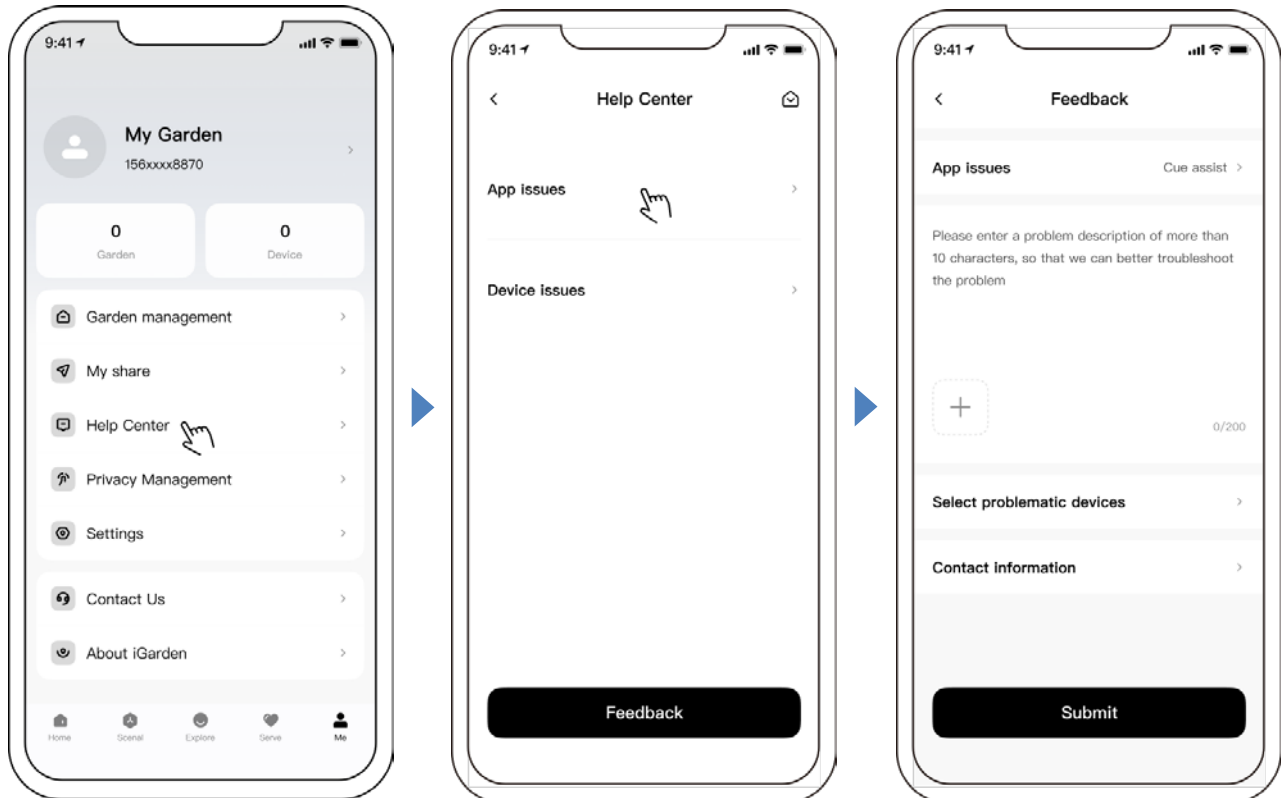 9:41
My Garden
156xxxx8870
0
Garden
0
Device
Garden management
My share
Help Center
Privacy Management
Settings
Contact Us
About iGarden
Home
Scenal
Explore
Serve
Me
9:41
Help Center
App issues
Device issues
Feedback
9:41
Feedback
App issues
Cue assist
Please enter a problem description of more than
10 characters, so that we can better troubleshoot
the problem
0/200
Select problematic devices
Contact information
Submit